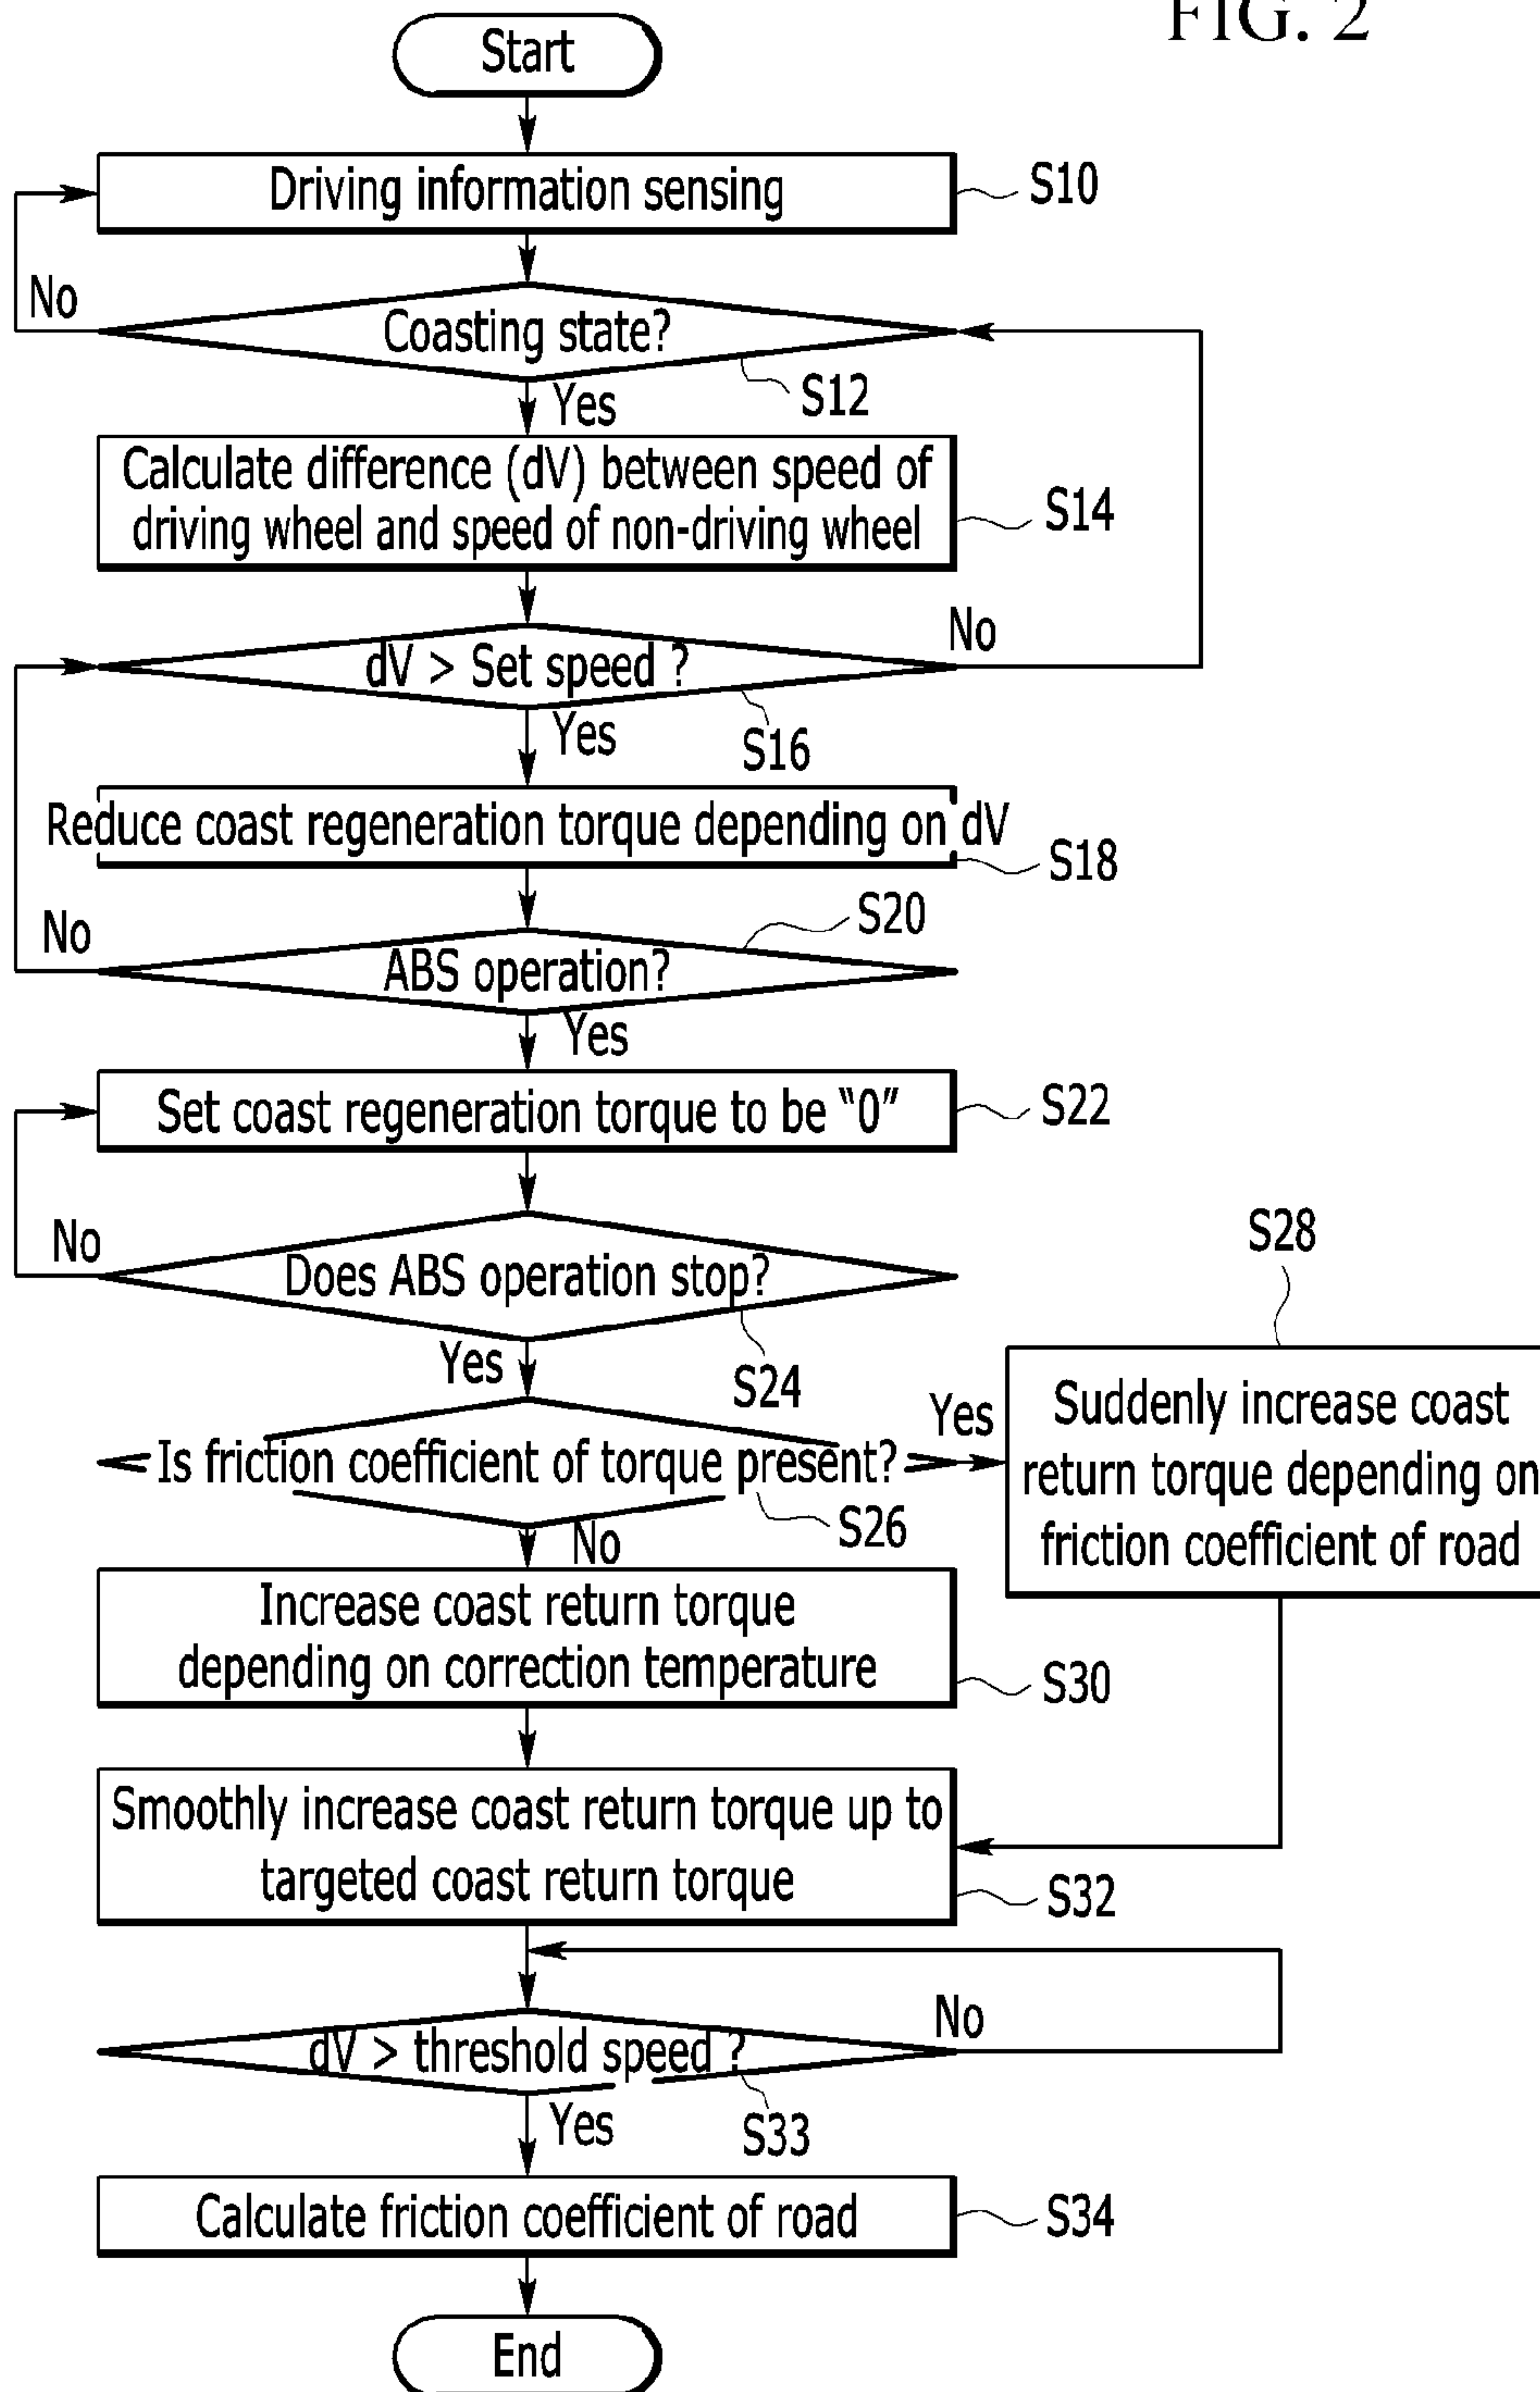 FIG. 2
Start
Driving information sensing
S10
No
Coasting state?
S12
Yes
Calculate difference (dV) between speed of
driving wheel and speed of non-driving wheel
S14
No
dV > Set speed ?
Yes
S16
Reduce coast regeneration torque depending on dV
S18
S20
No
ABS operation?
Yes
Set coast regeneration torque to be “0”
S22
No
Does ABS operation stop?
S28
Yes
S24
Yes
Suddenly increase coast
return torque depending on
friction coefficient of road
Is friction coefficient of torque present?
S26
No
Increase coast return torque
depending on correction temperature
S30
Smoothly increase coast return torque up to
targeted coast return torque
S32
No
dV > threshold speed ?
Yes
S33
Calculate friction coefficient of road
S34
End